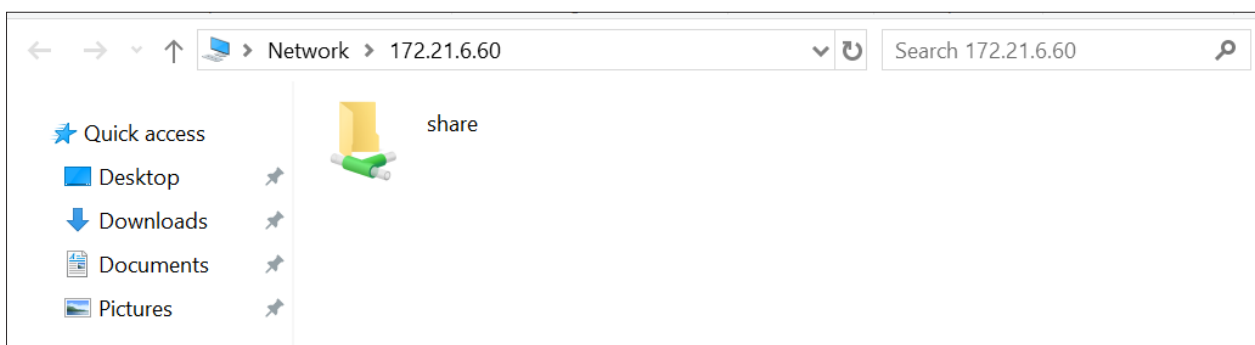 Network > 172.21.6.60
Search 172.21.6.60
Quick access
share
Desktop
Downloads
Documents
Pictures